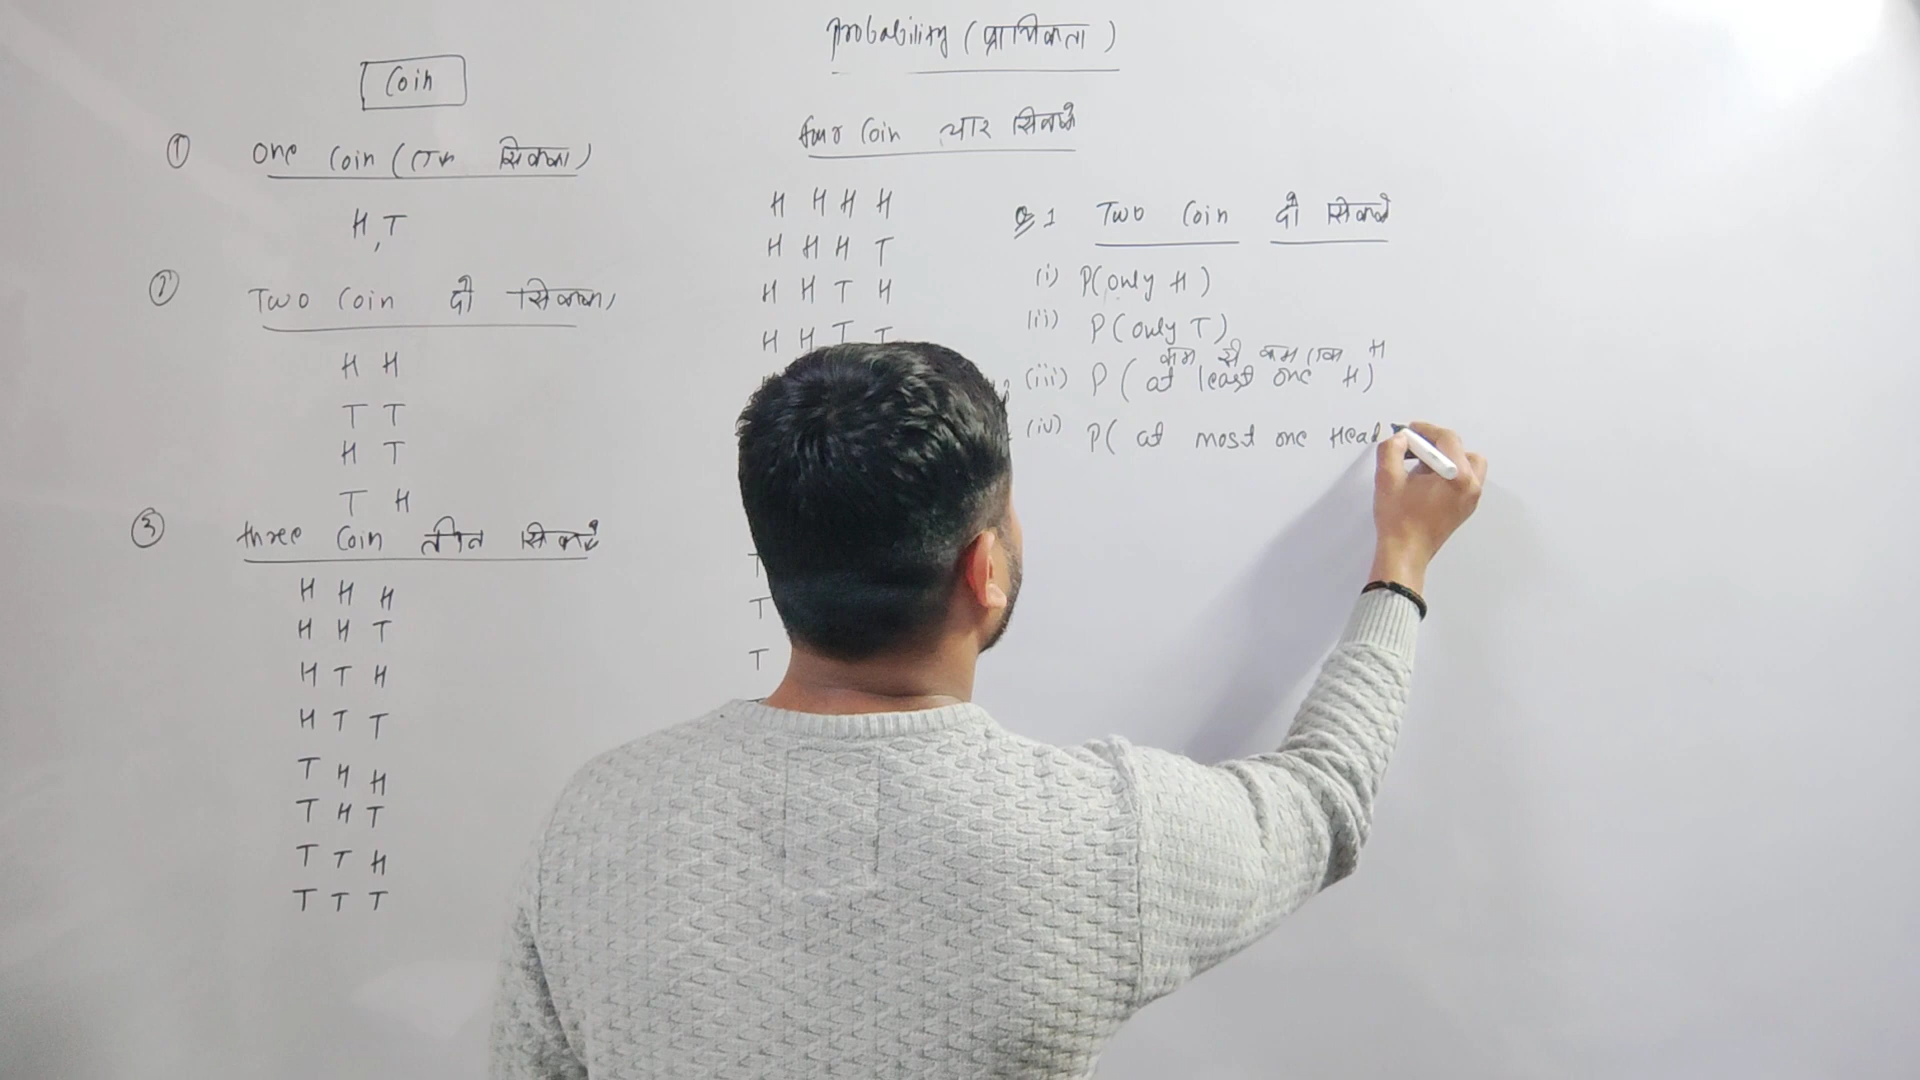 Probability (प्रायिकता)
Coin
① One Coin (एक सिक्का)
H, T
② Two Coin दो सिक्का
H H
T T
H T
T H
③ three Coin तीन सिक्के
H H H
H H T
H T H
H T T
T H H
T H T
T T H
T T T
four Coin चार सिक्के
H H H H
H H H T
H H T H
H H T T
T
T
T
Q 1 Two Coin दो सिक्के
(i) P(only H)
(ii) P(only T)
कम से कम एक H
(iii) P( at least one H)
(iv) P( at most one Head